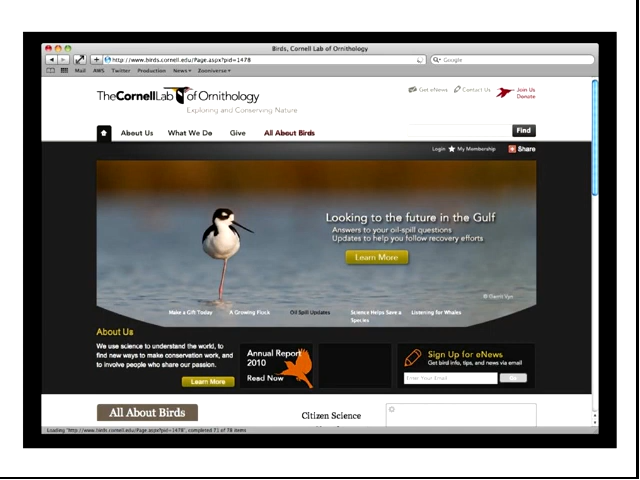 Birds, Cornell Lab of Ornithology
http://www.birds.cornell.edu/Page.aspx?pid=1478
Google
Mail AWS Twitter Production News Zooniverse
TheCornellLab of Ornithology
Exploring and Conserving Nature
Get eNews Contact Us Join Us
Donate
About Us What We Do Give All About Birds
Find
Login My Membership Share
Looking to the future in the Gulf
Answers to your oil-spill questions
Updates to help you follow recovery efforts
Learn More
© Gerrit Vyn
Make a Gift Today A Growing Flock Oil Spill Updates Science Helps Save a Species Listening for Whales
About Us
We use science to understand the world, to
find new ways to make conservation work, and
to involve people who share our passion.
Learn More
Annual Report
2010
Read Now
Sign Up for eNews
Get bird info, tips, and news via email
Enter Your Email
Go
All About Birds
Citizen Science
Loading "http://www.birds.cornell.edu/Page.aspx?pid=1478", completed 71 of 78 items